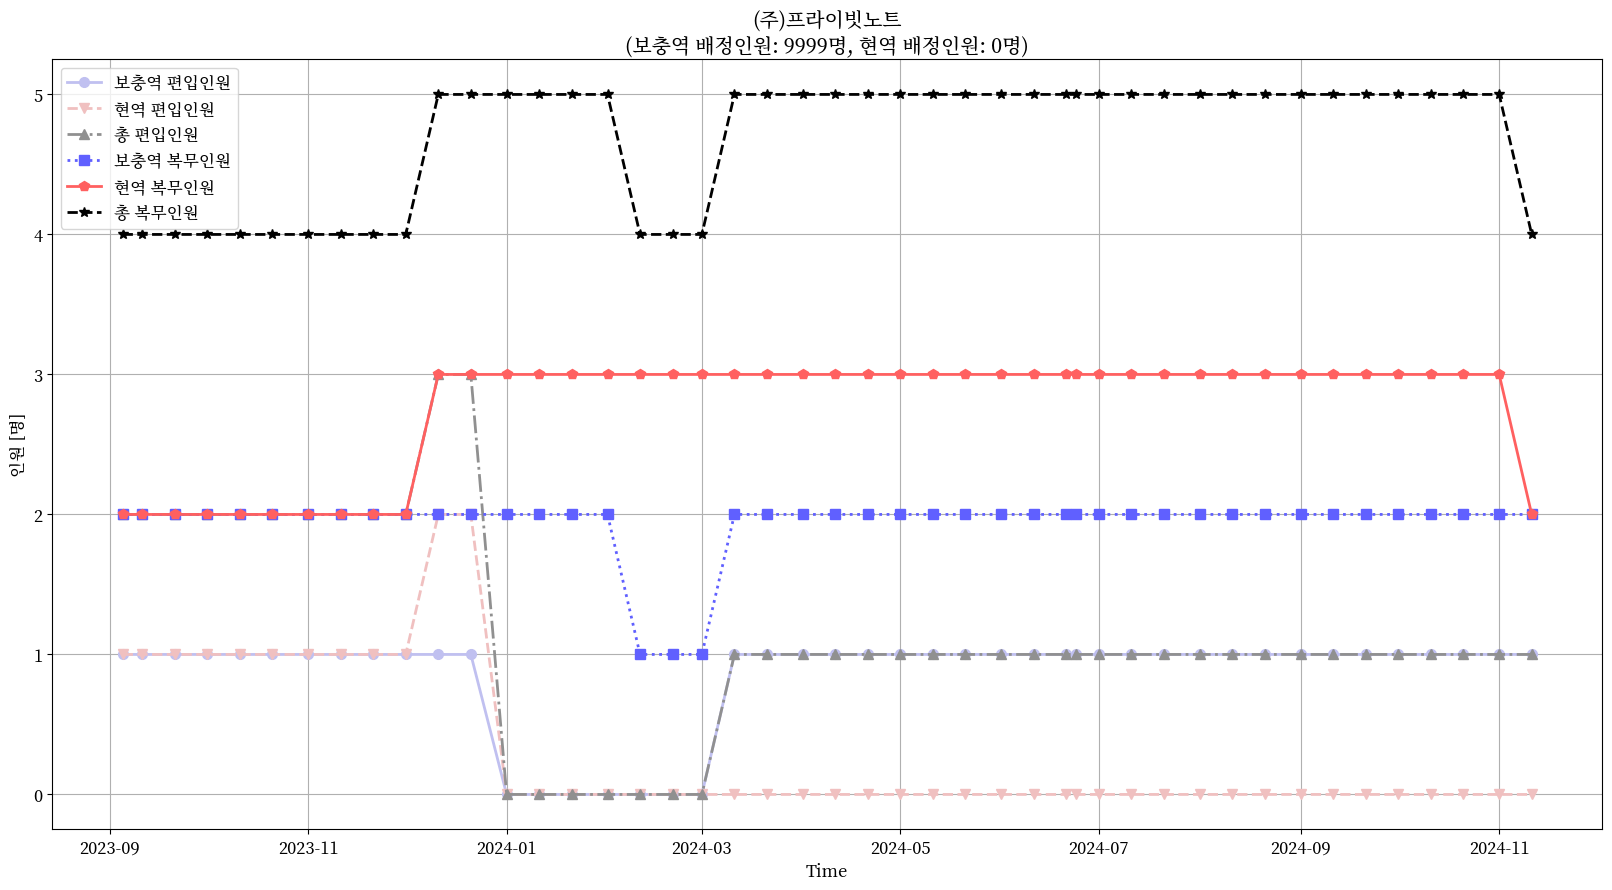 (주)프라이빗노트
(보충역 배정인원: 9999명, 현역 배정인원: 0명)
보충역 편입인원
현역 편입인원
총 편입인원
보충역 복무인원
현역 복무인원
총 복무인원
5
4
3
2
1
0
인원 [명]
2023-09
2023-11
2024-01
2024-03
2024-05
2024-07
2024-09
2024-11
Time